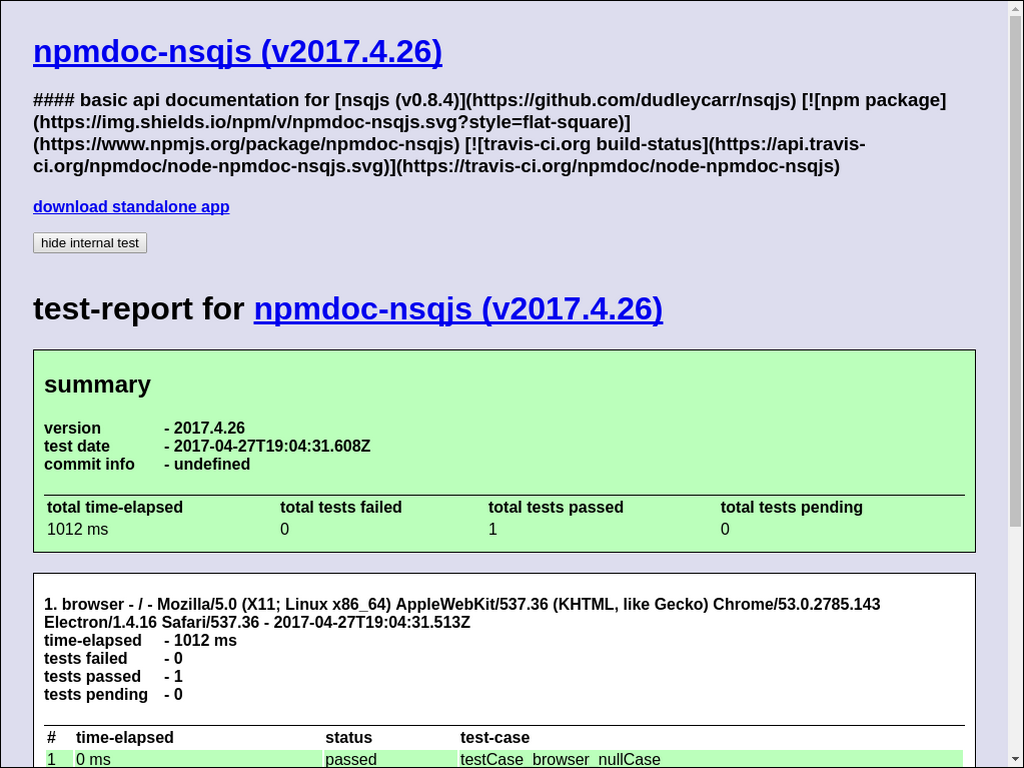 npmdoc-nsqjs (v2017.4.26)
#### basic api documentation for [nsqjs (v0.8.4)](https://github.com/dudleycarr/nsqjs) [![npm package]
(https://img.shields.io/npm/v/npmdoc-nsqjs.svg?style=flat-square)]
(https://www.npmjs.org/package/npmdoc-nsqjs) [![travis-ci.org build-status](https://api.travis-
ci.org/npmdoc/node-npmdoc-nsqjs.svg)](https://travis-ci.org/npmdoc/node-npmdoc-nsqjs)
download standalone app
hide internal test
test-report for npmdoc-nsqjs (v2017.4.26)
summary
version - 2017.4.26
test date - 2017-04-27T19:04:31.608Z
commit info - undefined
total time-elapsed total tests failed total tests passed total tests pending
1012 ms 0 1 0
1. browser - / - Mozilla/5.0 (X11; Linux x86_64) AppleWebKit/537.36 (KHTML, like Gecko) Chrome/53.0.2785.143
Electron/1.4.16 Safari/537.36 - 2017-04-27T19:04:31.513Z
time-elapsed - 1012 ms
tests failed - 0
tests passed - 1
tests pending - 0
# time-elapsed status test-case
1 0 ms passed testCase_browser_nullCase